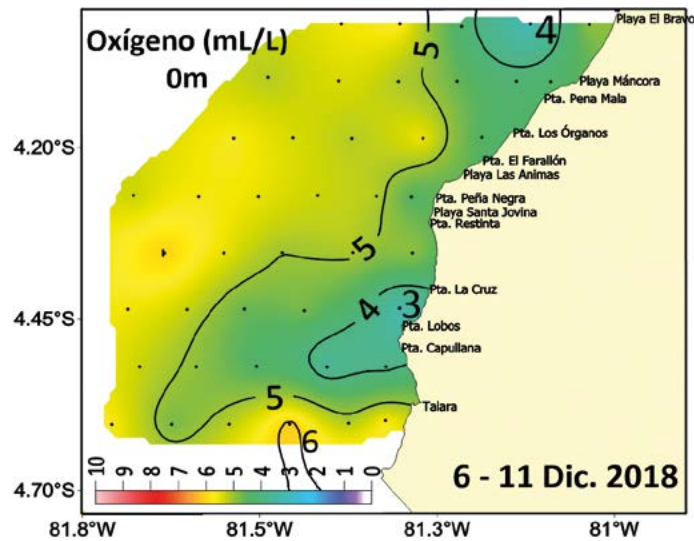 Oxígeno (mL/L)
0m
5
4
Playa El Bravo
Playa Máncora
Pta. Pena Mala
Pta. Los Órganos
4.20°S
Pta. El Farallón
Playa Las Animas
Pta. Peña Negra
Playa Santa Jovina
Pta. Restinta
5
Pta. La Cruz
4
3
4.45°S
Pta. Lobos
Pta. Capullana
5
Talara
6
10 9 8 7 6 5 4 3 2 1 0
6 - 11 Dic. 2018
4.70°S
81.8°W 81.5°W 81.3°W 81°W